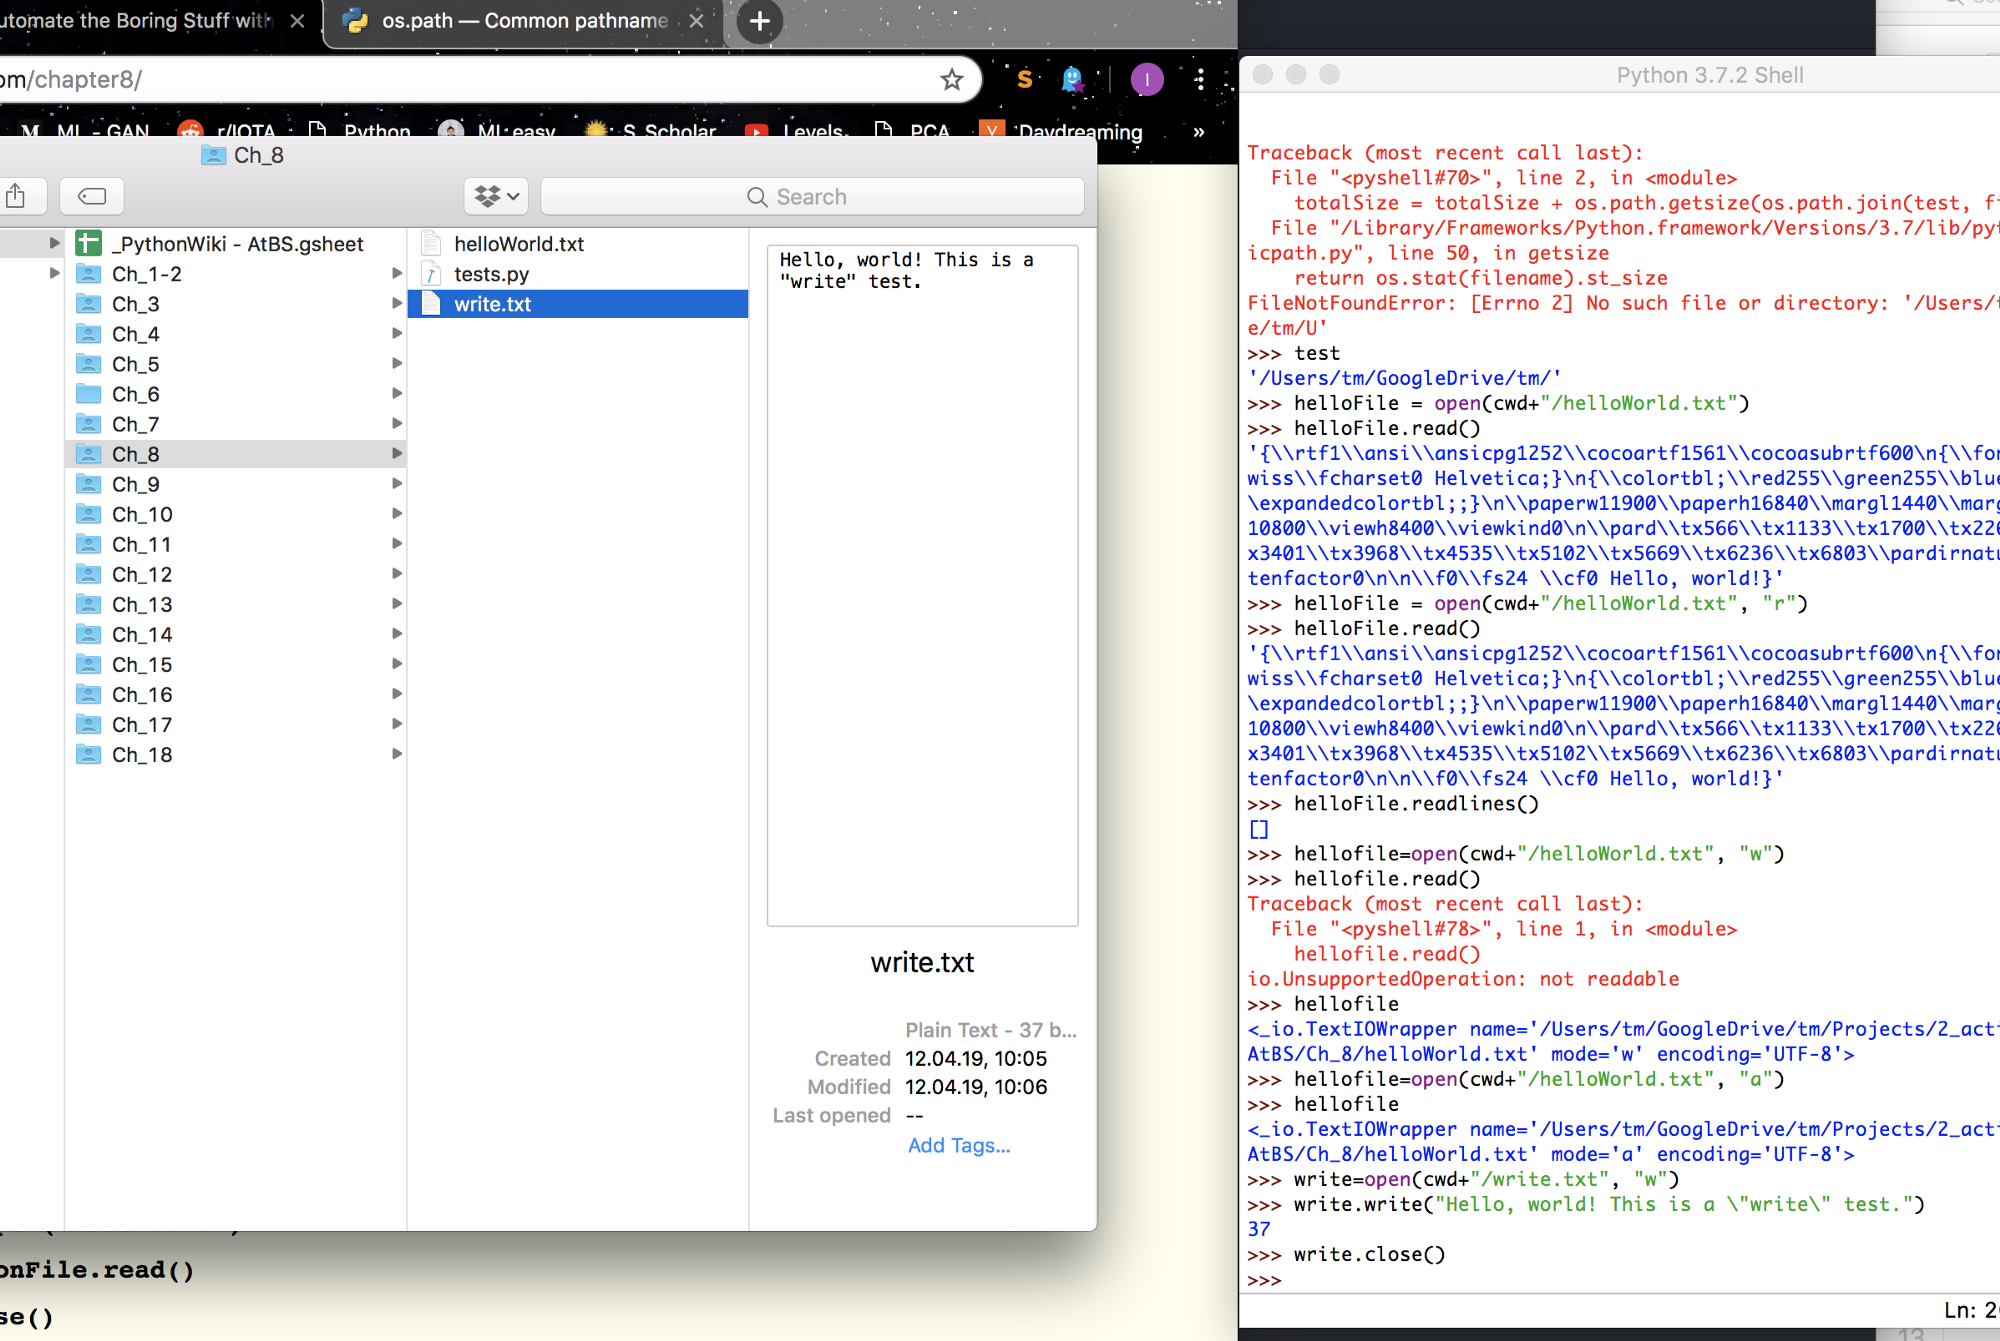 utomate the Boring Stuff with
os.path — Common pathname
om/chapter8/
S
I
M ML - GAN r/IOTA Python ML easy S. Scholar Levels. PCA Y Daydreaming »
Ch_8
Search
_PythonWiki - AtBS.gsheet
Ch_1-2
Ch_3
Ch_4
Ch_5
Ch_6
Ch_7
Ch_8
Ch_9
Ch_10
Ch_11
Ch_12
Ch_13
Ch_14
Ch_15
Ch_16
Ch_17
Ch_18
helloWorld.txt
tests.py
write.txt
Hello, world! This is a
"write" test.
write.txt
Plain Text - 37 b...
Created 12.04.19, 10:05
Modified 12.04.19, 10:06
Last opened --
Add Tags...
onFile.read()
se()
Python 3.7.2 Shell
Traceback (most recent call last):
File "<pyshell#70>", line 2, in <module>
totalSize = totalSize + os.path.getsize(os.path.join(test, f
File "/Library/Frameworks/Python.framework/Versions/3.7/lib/pyt
icpath.py", line 50, in getsize
return os.stat(filename).st_size
FileNotFoundError: [Errno 2] No such file or directory: '/Users/t
e/tm/U'
>>> test
'/Users/tm/GoogleDrive/tm/'
>>> helloFile = open(cwd+"/helloWorld.txt")
>>> helloFile.read()
'{\\rtf1\\ansi\\ansicpg1252\\cocoartf1561\\cocoasubrtf600\n{\\fon
wiss\\fcharset0 Helvetica;}\n{\\colortbl;\\red255\\green255\\blue
\expandedcolortbl;;}\n\\paperw11900\\paperh16840\\margl1440\\marg
10800\\viewh8400\\viewkind0\n\\pard\\tx566\\tx1133\\tx1700\\tx226
x3401\\tx3968\\tx4535\\tx5102\\tx5669\\tx6236\\tx6803\\pardirnatu
tenfactor0\n\n\\f0\\fs24 \\cf0 Hello, world!}'
>>> helloFile = open(cwd+"/helloWorld.txt", "r")
>>> helloFile.read()
'{\\rtf1\\ansi\\ansicpg1252\\cocoartf1561\\cocoasubrtf600\n{\\fon
wiss\\fcharset0 Helvetica;}\n{\\colortbl;\\red255\\green255\\blue
\expandedcolortbl;;}\n\\paperw11900\\paperh16840\\margl1440\\marg
10800\\viewh8400\\viewkind0\n\\pard\\tx566\\tx1133\\tx1700\\tx226
x3401\\tx3968\\tx4535\\tx5102\\tx5669\\tx6236\\tx6803\\pardirnatu
tenfactor0\n\n\\f0\\fs24 \\cf0 Hello, world!}'
>>> helloFile.readlines()
[]
>>> hellofile=open(cwd+"/helloWorld.txt", "w")
>>> hellofile.read()
Traceback (most recent call last):
File "<pyshell#78>", line 1, in <module>
hellofile.read()
io.UnsupportedOperation: not readable
>>> hellofile
<_io.TextIOWrapper name='/Users/tm/GoogleDrive/tm/Projects/2_acti
AtBS/Ch_8/helloWorld.txt' mode='w' encoding='UTF-8'>
>>> hellofile=open(cwd+"/helloWorld.txt", "a")
>>> hellofile
<_io.TextIOWrapper name='/Users/tm/GoogleDrive/tm/Projects/2_acti
AtBS/Ch_8/helloWorld.txt' mode='a' encoding='UTF-8'>
>>> write=open(cwd+"/write.txt", "w")
>>> write.write("Hello, world! This is a \"write\" test.")
37
>>> write.close()
>>>
Ln: 2
13